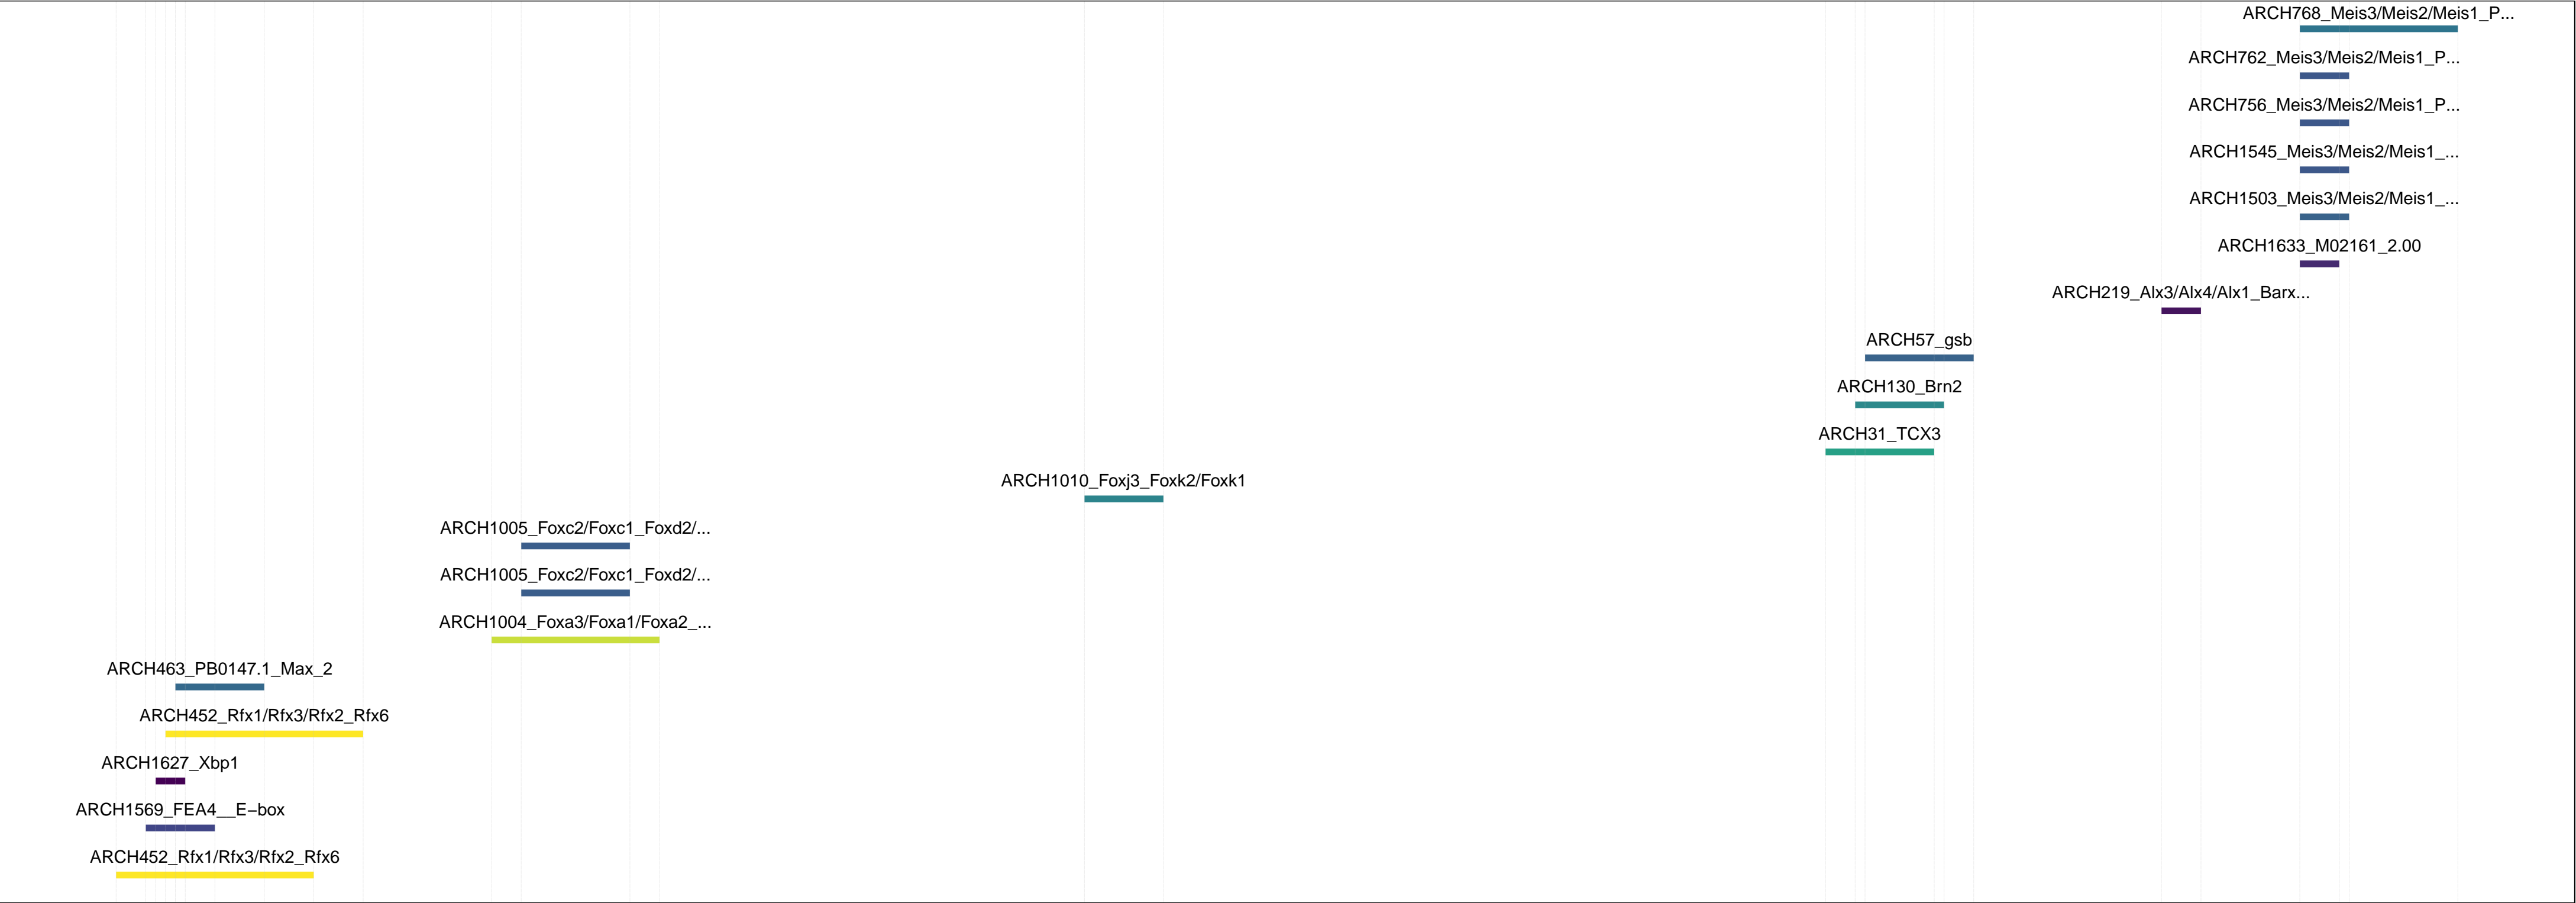 ARCH768_Meis3/Meis2/Meis1_P...
ARCH762_Meis3/Meis2/Meis1_P...
ARCH756_Meis3/Meis2/Meis1_P...
ARCH1545_Meis3/Meis2/Meis1_...
ARCH1503_Meis3/Meis2/Meis1_...
ARCH1633_M02161_2.00
ARCH219_Alx3/Alx4/Alx1_Barx...
ARCH57_gsb
ARCH130_Brn2
ARCH31_TCX3
ARCH1010_Foxj3_Foxk2/Foxk1
ARCH1005_Foxc2/Foxc1_Foxd2/...
ARCH1005_Foxc2/Foxc1_Foxd2/...
ARCH1004_Foxa3/Foxa1/Foxa2_...
ARCH463_PB0147.1_Max_2
ARCH452_Rfx1/Rfx3/Rfx2_Rfx6
ARCH1627_Xbp1
ARCH1569_FEA4__E−box
ARCH452_Rfx1/Rfx3/Rfx2_Rfx6